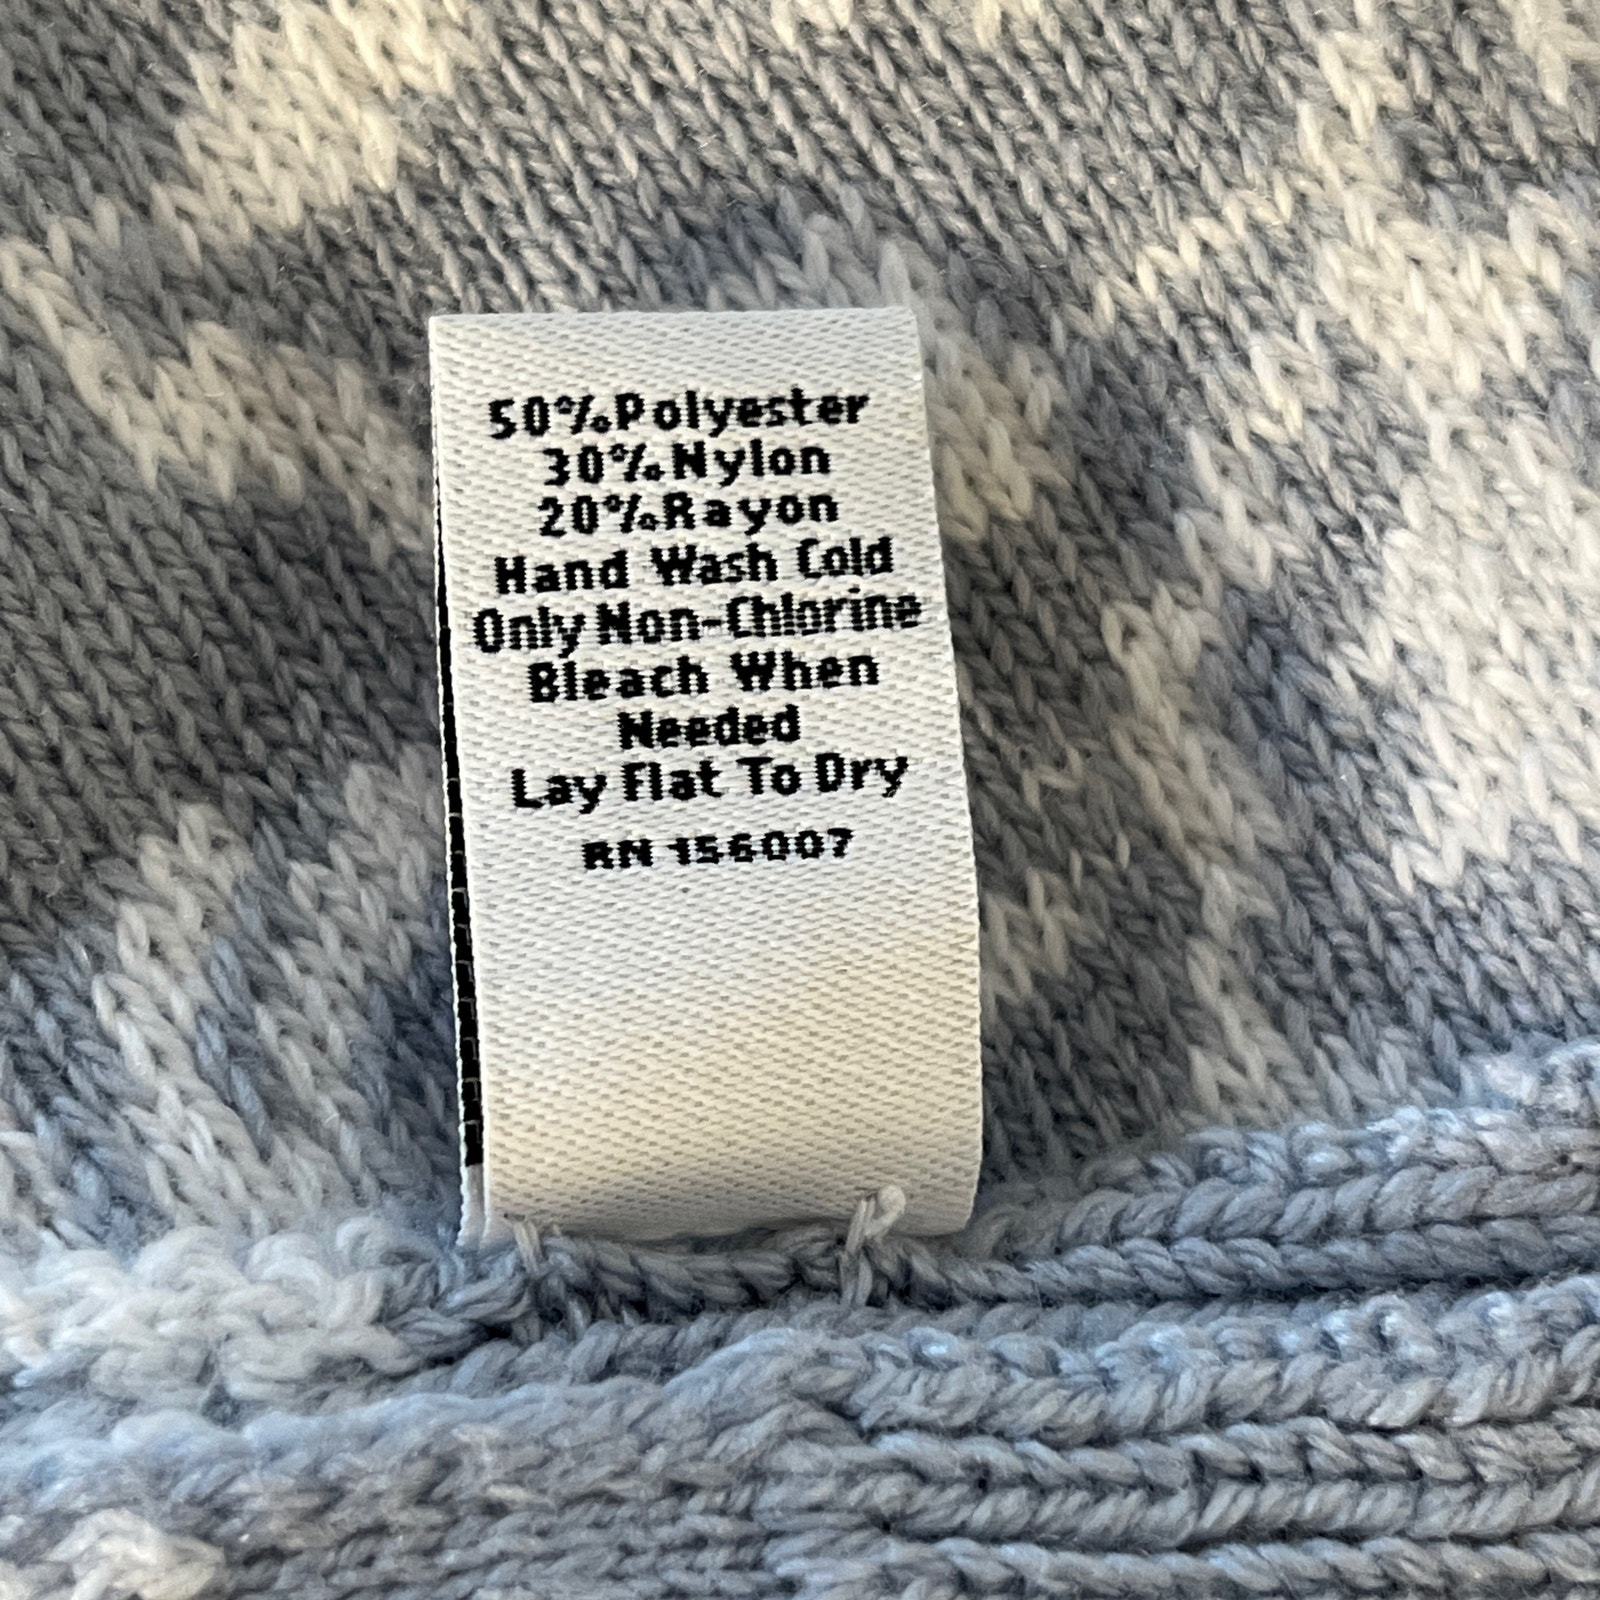 50%Polyester
30%Nylon
20%Rayon
Hand Wash Cold
Only Non-Chlorine
Bleach When
Needed
Lay Flat To Dry
RN 156007